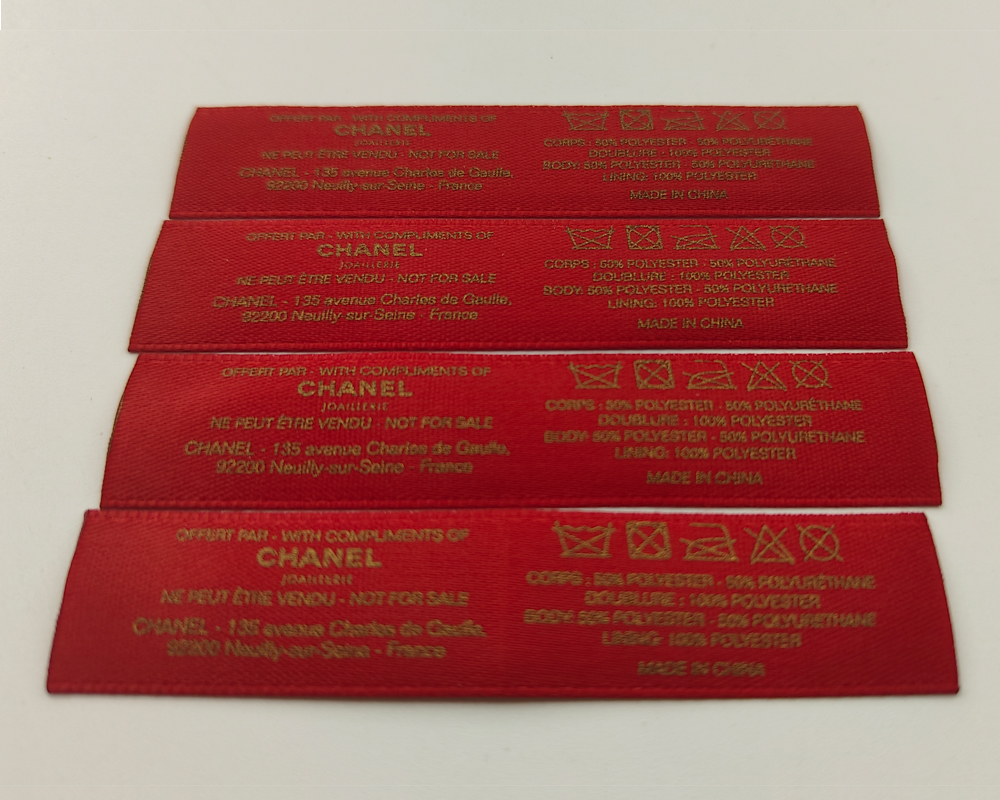 OFFERT PAR - WITH COMPLIMENTS OF
CHANEL
JOAILLERIE
NE PEUT ÊTRE VENDU - NOT FOR SALE
CHANEL - 135 avenue Charles de Gaulle,
92200 Neuilly-sur-Seine - France
CORPS : 50% POLYESTER - 50% POLYURÉTHANE
DOUBLURE : 100% POLYESTER
BODY: 50% POLYESTER - 50% POLYURETHANE
LINING: 100% POLYESTER
MADE IN CHINA
OFFERT PAR - WITH COMPLIMENTS OF
CHANEL
JOAILLERIE
NE PEUT ÊTRE VENDU - NOT FOR SALE
CHANEL - 135 avenue Charles de Gaulle,
92200 Neuilly-sur-Seine - France
CORPS : 50% POLYESTER - 50% POLYURÉTHANE
DOUBLURE : 100% POLYESTER
BODY: 50% POLYESTER - 50% POLYURETHANE
LINING: 100% POLYESTER
MADE IN CHINA
OFFERT PAR - WITH COMPLIMENTS OF
CHANEL
JOAILLERIE
NE PEUT ÊTRE VENDU - NOT FOR SALE
CHANEL - 135 avenue Charles de Gaulle,
92200 Neuilly-sur-Seine - France
CORPS : 50% POLYESTER - 50% POLYURÉTHANE
DOUBLURE : 100% POLYESTER
BODY: 50% POLYESTER - 50% POLYURETHANE
LINING: 100% POLYESTER
MADE IN CHINA
OFFERT PAR - WITH COMPLIMENTS OF
CHANEL
JOAILLERIE
NE PEUT ÊTRE VENDU - NOT FOR SALE
CHANEL - 135 avenue Charles de Gaulle,
92200 Neuilly-sur-Seine - France
CORPS : 50% POLYESTER - 50% POLYURÉTHANE
DOUBLURE : 100% POLYESTER
BODY: 50% POLYESTER - 50% POLYURETHANE
LINING: 100% POLYESTER
MADE IN CHINA